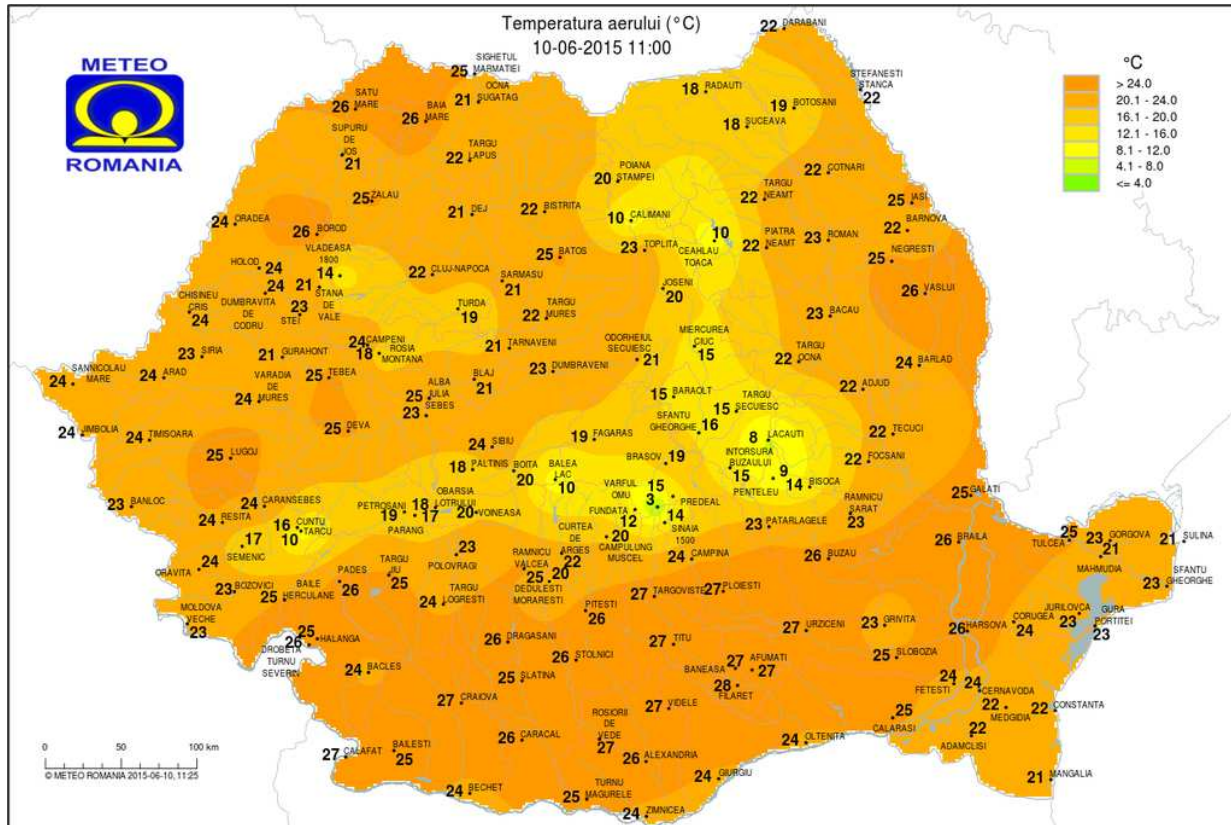 Temperatura aerului (°C)
10-06-2015 11:00
METEO
ROMANIA
°C
> 24.0
20.1 - 24.0
16.1 - 20.0
12.1 - 16.0
8.1 - 12.0
4.1 - 8.0
<= 4.0
22 DARABANI
25 SIGHETUL
MARMATIEI
21 OCNA
SUGATAG
26 SATU
MARE
26 BAIA
MARE
18 RADAUTI
19 BOTOSANI
STEFANESTI
STANCA
22
18 SUCEAVA
SUPURU
DE
JOS
21
22 TARGU
LAPUS
20 POIANA
STAMPEI
22 COTNARI
25 ZALAU
21 DEJ
22 BISTRITA
22 TARGU
NEAMT
25 IASI
24 ORADEA
26 BOROD
10 CALIMANI
10
CEAHLAU
TOACA
22 PIATRA
NEAMT
23 ROMAN
22 BARNOVA
VLADEASA
1800
14
25 BATOS
23 TOPLITA
25 NEGRESTI
HOLOD 24
24
DUMBRAVITA
DE
CODRU
21
STANA
DE
VALE
22 CLUJ-NAPOCA
SARMASU
21
JOSENI
20
26 VASLUI
CHISINEU
CRIS
24
23
STEI
TURDA
19
22 TARGU
MURES
23 BACAU
23 SIRIA
21 GURAHONT
24 CAMPENI
18 ROSIA
MONTANA
21 TARNAVENI
ODORHEIUL
SECUIESC
21
MIERCUREA
CIUC
15
22 TARGU
OCNA
24 BARLAD
24 SANNICOLAU
MARE
24 ARAD
VARADIA
DE
MURES
24
25 TEBEA
BLAJ
21
23 DUMBRAVENI
22 ADJUD
25 ALBA
IULIA
23 SEBES
15 BARAOLT
15 TARGU
SECUIESC
24 JIMBOLIA
24 TIMISOARA
25 DEVA
24 SIBIU
19 FAGARAS
SFANTU
GHEORGHE
16
8 LACAUTI
22 TECUCI
25 LUGOJ
18 PALTINIS
BOITA
20
BALEA
LAC
10
BRASOV 19
INTORSURA
BUZAULUI
15
9
PENTELEU
14 BISOCA
22 FOCSANI
23 BANLOC
24 CARANSEBES
PETROSANI
19
18 OBARSIA
LOTRULUI
17
PARANG
20 VOINEASA
VARFUL
OMU
3
15
PREDEAL
FUNDATA
12
14
SINAIA
1500
RAMNICU
SARAT
23
25 GALATI
24 RESITA
16 CUNTU
10 TARCU
17
SEMENIC
23
POLOVRAGI
CURTEA
DE
ARGES
22
20
CAMPULUNG
MUSCEL
23 PATARLAGELE
24 CAMPINA
26 BUZAU
26 BRAILA
25
TULCEA
23 GORGOVA
21
MAHMUDIA
21 SULINA
24
ORAVITA
23 BOZOVICI
BAILE
HERCULANE
25
PADES
26
TARGU
JIU
25
RAMNICU
VALCEA
25
20
DEDULESTI
MORARESTI
27 PLOIESTI
27 TARGOVISTE
SFANTU
GHEORGHE
23
MOLDOVA
VECHE
23
24 TARGU
LOGRESTI
PITESTI
26
JURILOVCA
23
GURA
PORTITEI
23
25 HALANGA
26
DROBETA
TURNU
SEVERIN
26 DRAGASANI
27 TITU
27 URZICENI
23 GRIVITA
26 HARSOVA
CORUGEA
24
24 BACLES
26 STOLNICI
25 SLATINA
27 AFUMATI
27
BANEASA
28
FILARET
25 SLOBOZIA
FETESTI
24
24
CERNAVODA
27 CRAIOVA
27 VIDELE
25
CALARASI
22
MEDGIDIA
22 CONSTANTA
22
ADAMCLISI
27 CALAFAT
BAILESTI
25
26 CARACAL
ROSIORII
DE
VEDE
27
26 ALEXANDRIA
24 OLTENITA
24 BECHET
25 TURNU
MAGURELE
24 GIURGIU
24 ZIMNICEA
21 MANGALIA
0 50 100 km
© METEO ROMANIA 2015-06-10, 11:25